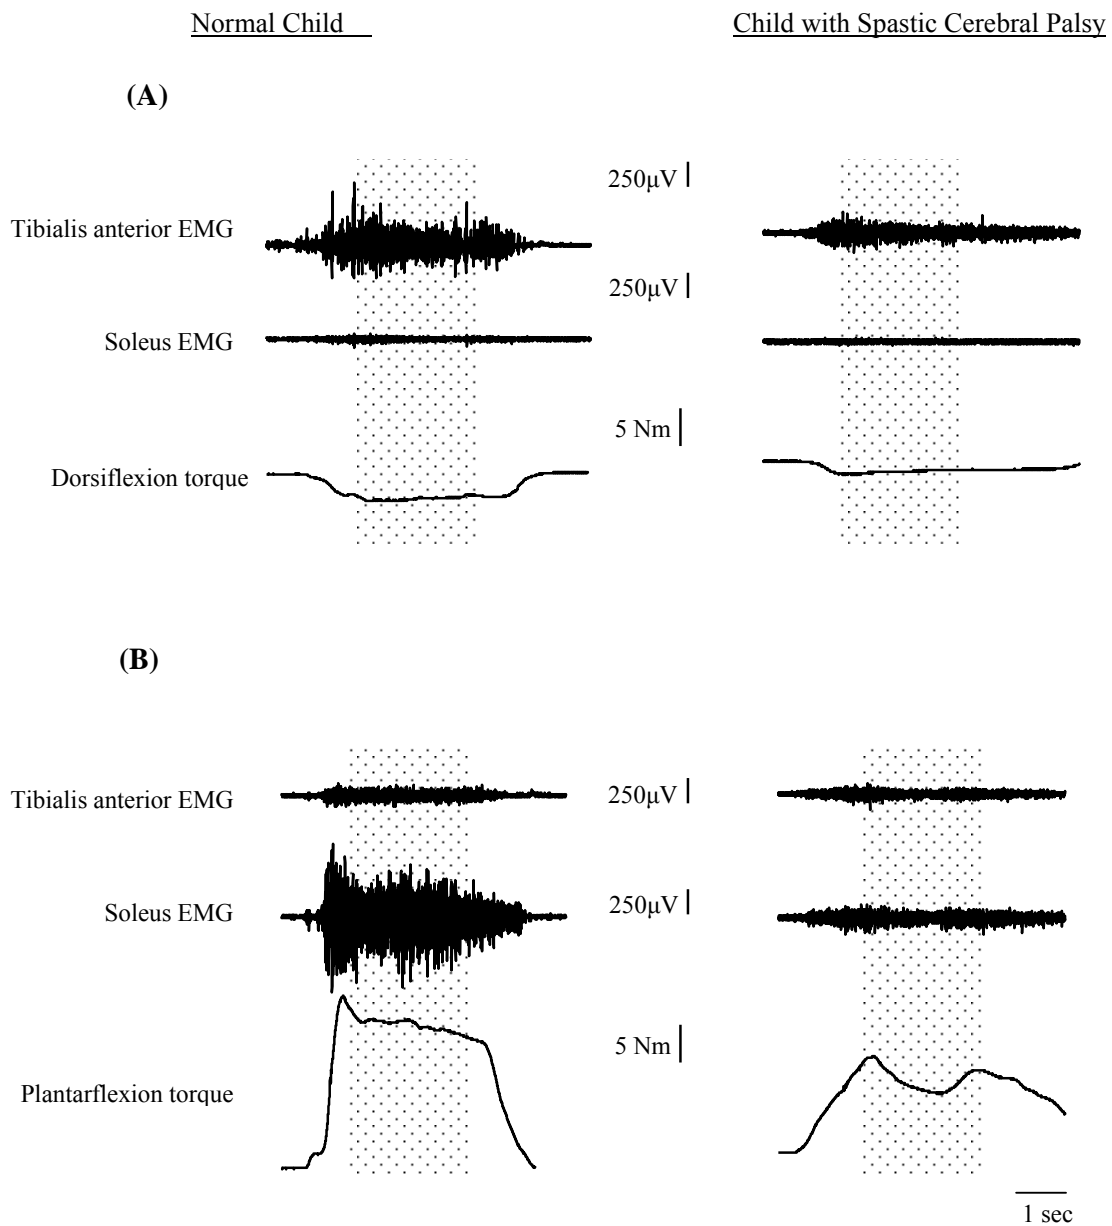 Normal Child
Child with Spastic Cerebral Palsy
(A)
250μV
Tibialis anterior EMG
250μV
Soleus EMG
5 Nm
Dorsiflexion torque
(B)
Tibialis anterior EMG
250μV
Soleus EMG
250μV
5 Nm
Plantarflexion torque
1 sec